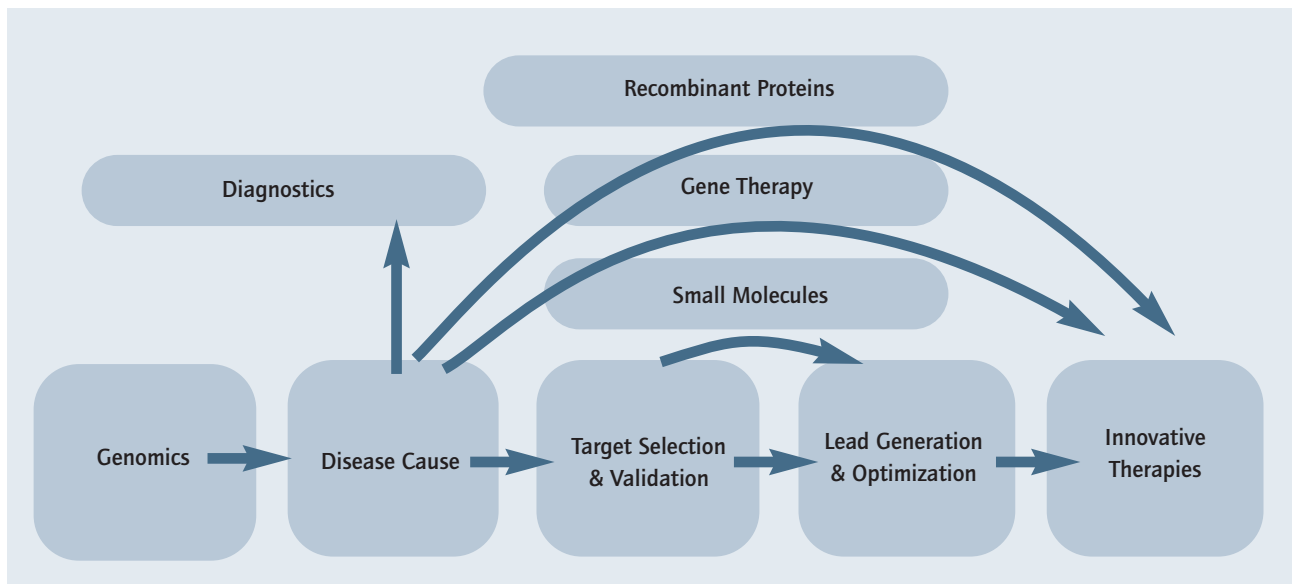 Recombinant Proteins
Diagnostics
Gene Therapy
Small Molecules
Genomics
Disease Cause
Target Selection
& Validation
Lead Generation
& Optimization
Innovative
Therapies